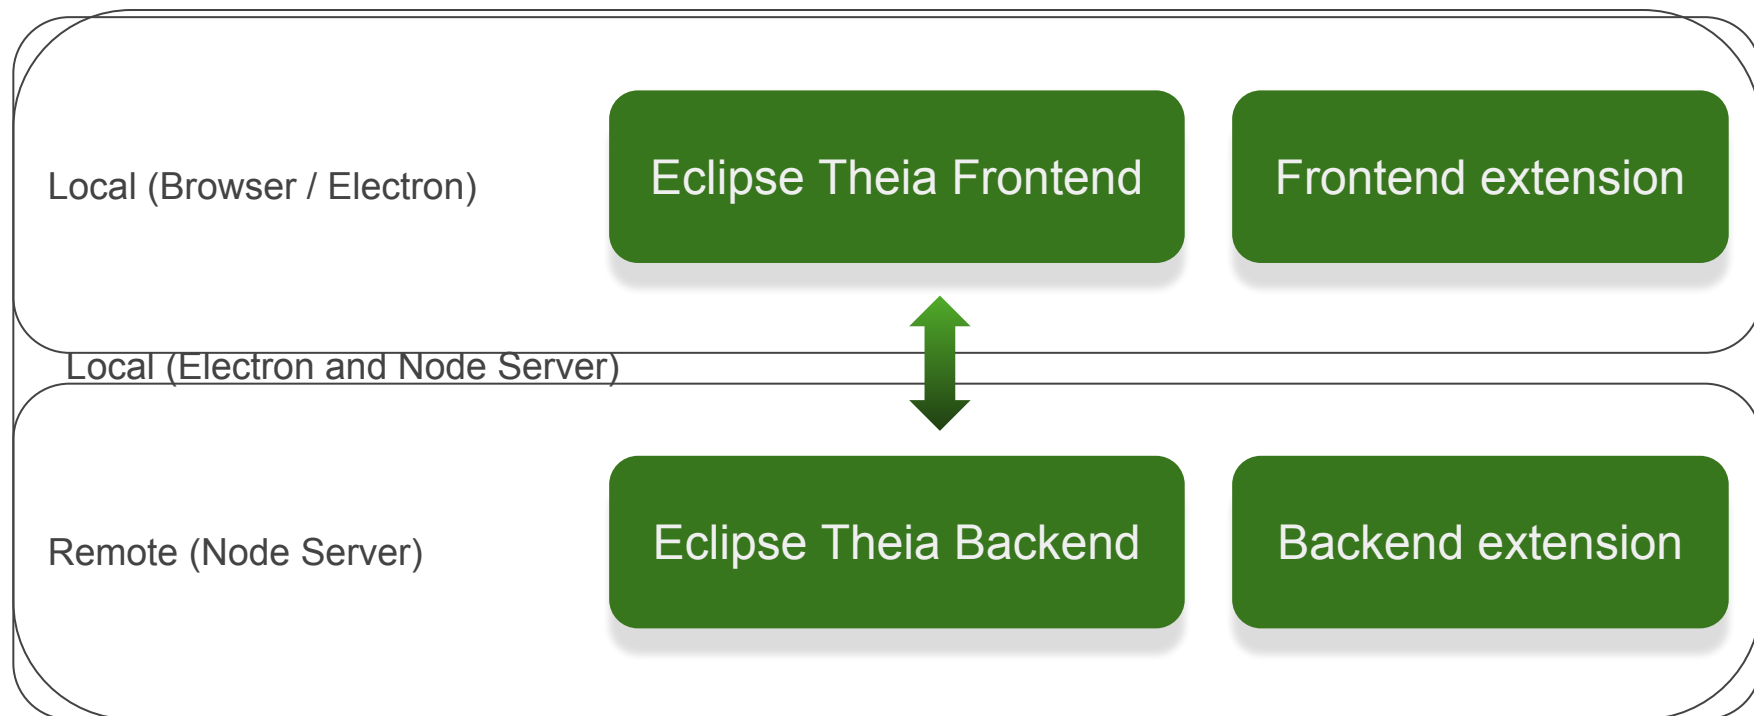 Local (Browser / Electron)
Eclipse Theia Frontend
Frontend extension
Local (Electron and Node Server)
Remote (Node Server)
Eclipse Theia Backend
Backend extension